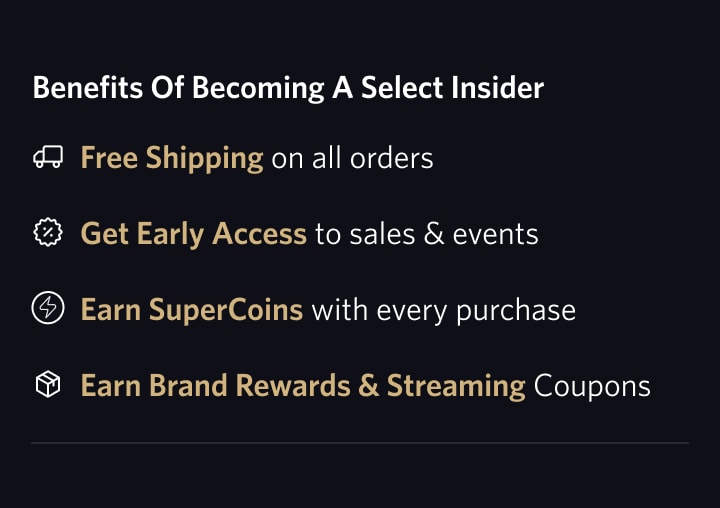 Benefits Of Becoming A Select Insider
Free Shipping on all orders
Get Early Access to sales & events
Earn SuperCoins with every purchase
Earn Brand Rewards & Streaming Coupons